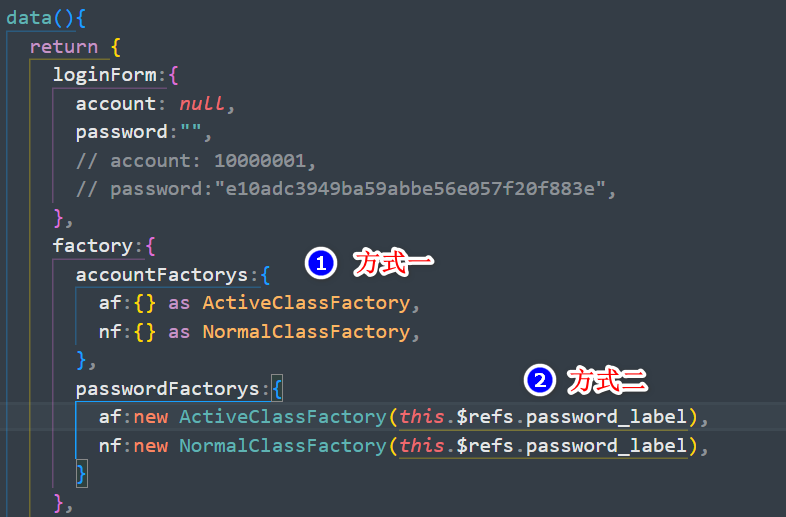 data(){
return {
loginForm:{
account: null,
password:"",
// account: 10000001,
// password:"e10adc3949ba59abbe56e057f20f883e",
},
factory:{
1 方式一
accountFactorys:{
af:{} as ActiveClassFactory,
nf:{} as NormalClassFactory,
},
2 方式二
passwordFactorys:{
af:new ActiveClassFactory(this.$refs.password_label),
nf:new NormalClassFactory(this.$refs.password_label),
}
},